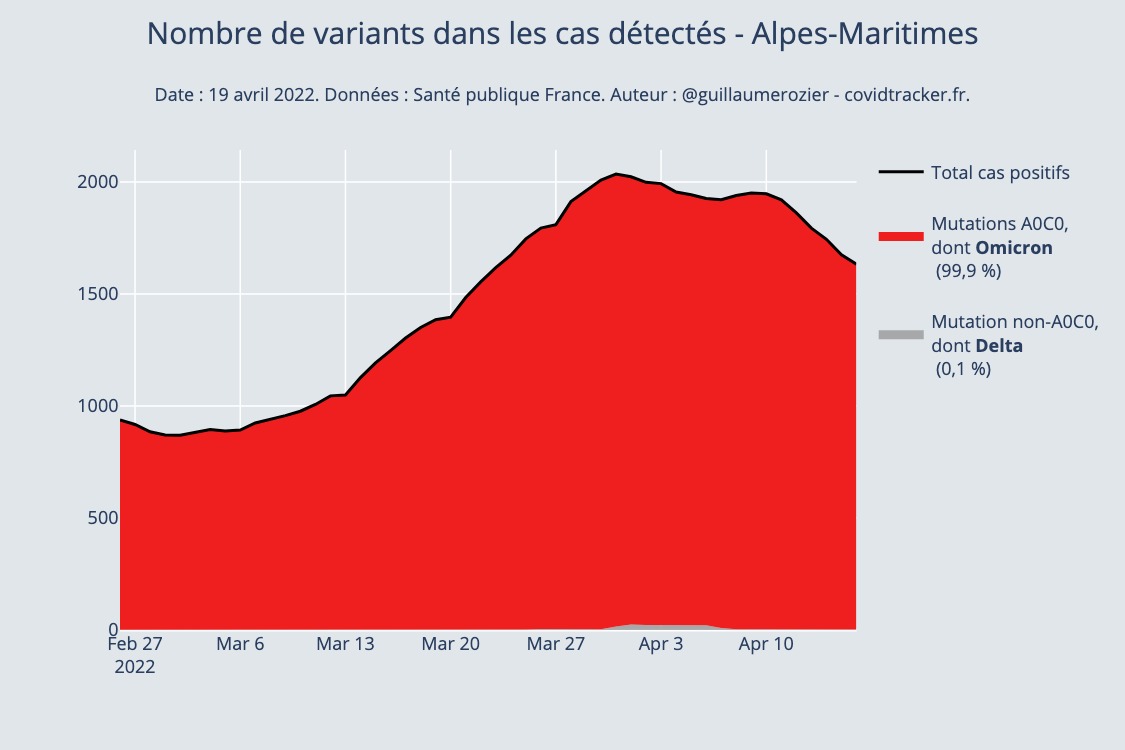 Nombre de variants dans les cas détectés - Alpes-Maritimes
Date : 19 avril 2022. Données : Santé publique France. Auteur : @guillaumerozier - covidtracker.fr.
2000
1500
1000
500
0
Feb 27
2022
Mar 6
Mar 13
Mar 20
Mar 27
Apr 3
Apr 10
Total cas positifs
Mutations A0C0,
dont Omicron
(99,9 %)
Mutation non-A0C0,
dont Delta
(0,1 %)